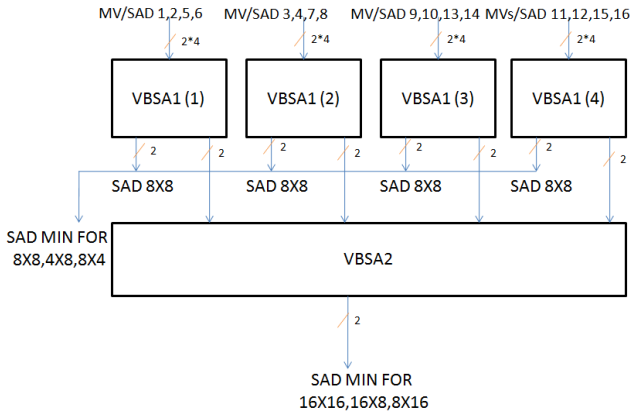 MV/SAD 1,2,5,6 MV/SAD 3,4,7,8 MV/SAD 9,10,13,14 MVs/SAD 11,12,15,16
2*4 2*4 2*4 2*4
VBSA1 (1) VBSA1 (2) VBSA1 (3) VBSA1 (4)
2 2 2 2 2 2 2 2
SAD 8X8 SAD 8X8 SAD 8X8 SAD 8X8
SAD MIN FOR
8X8,4X8,8X4
VBSA2
2
SAD MIN FOR
16X16,16X8,8X16